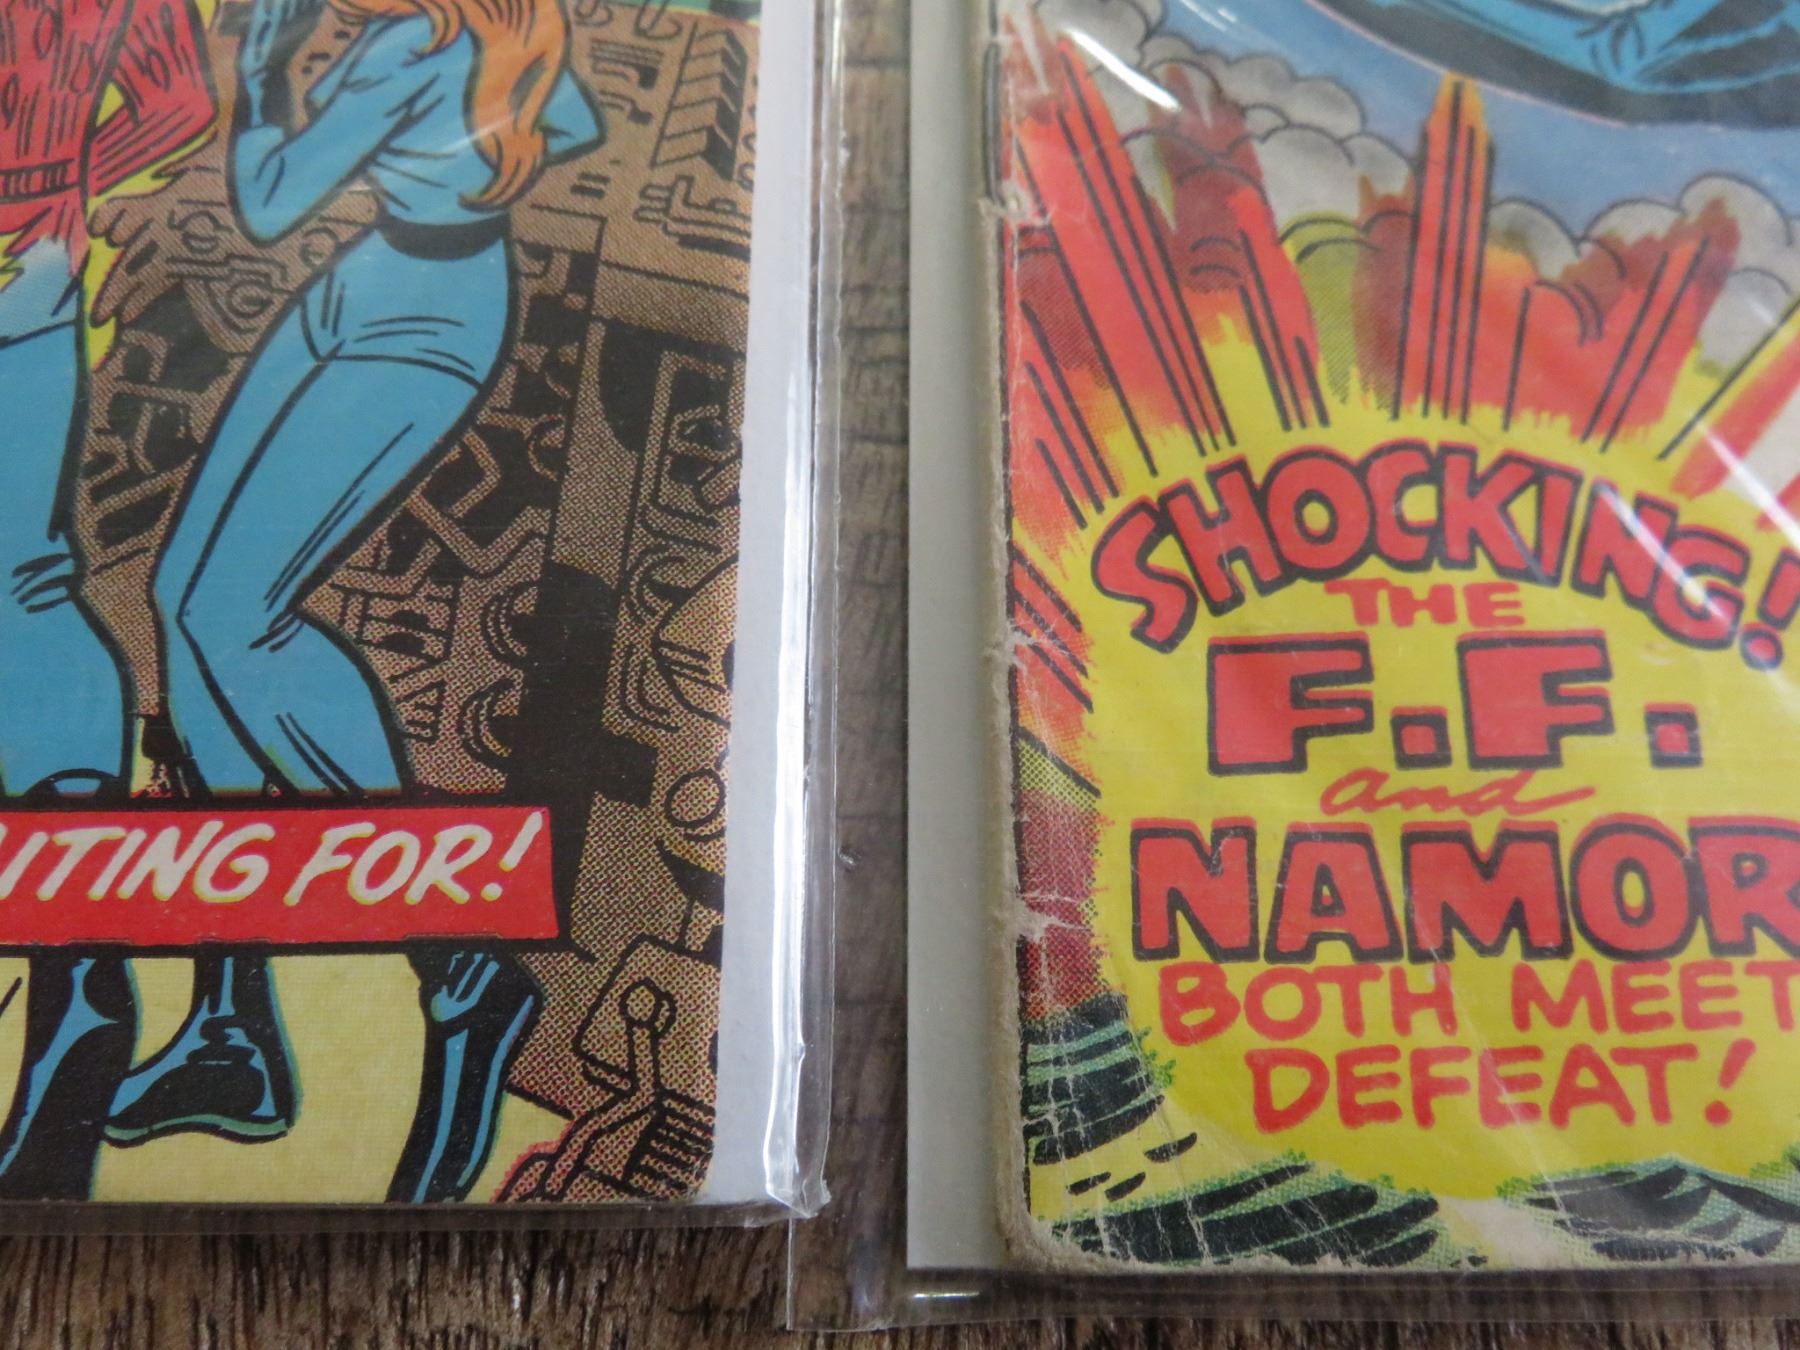 ITING FOR!
SHOCKING!
THE
F.F.
and
NAMOR
BOTH MEET
DEFEAT!